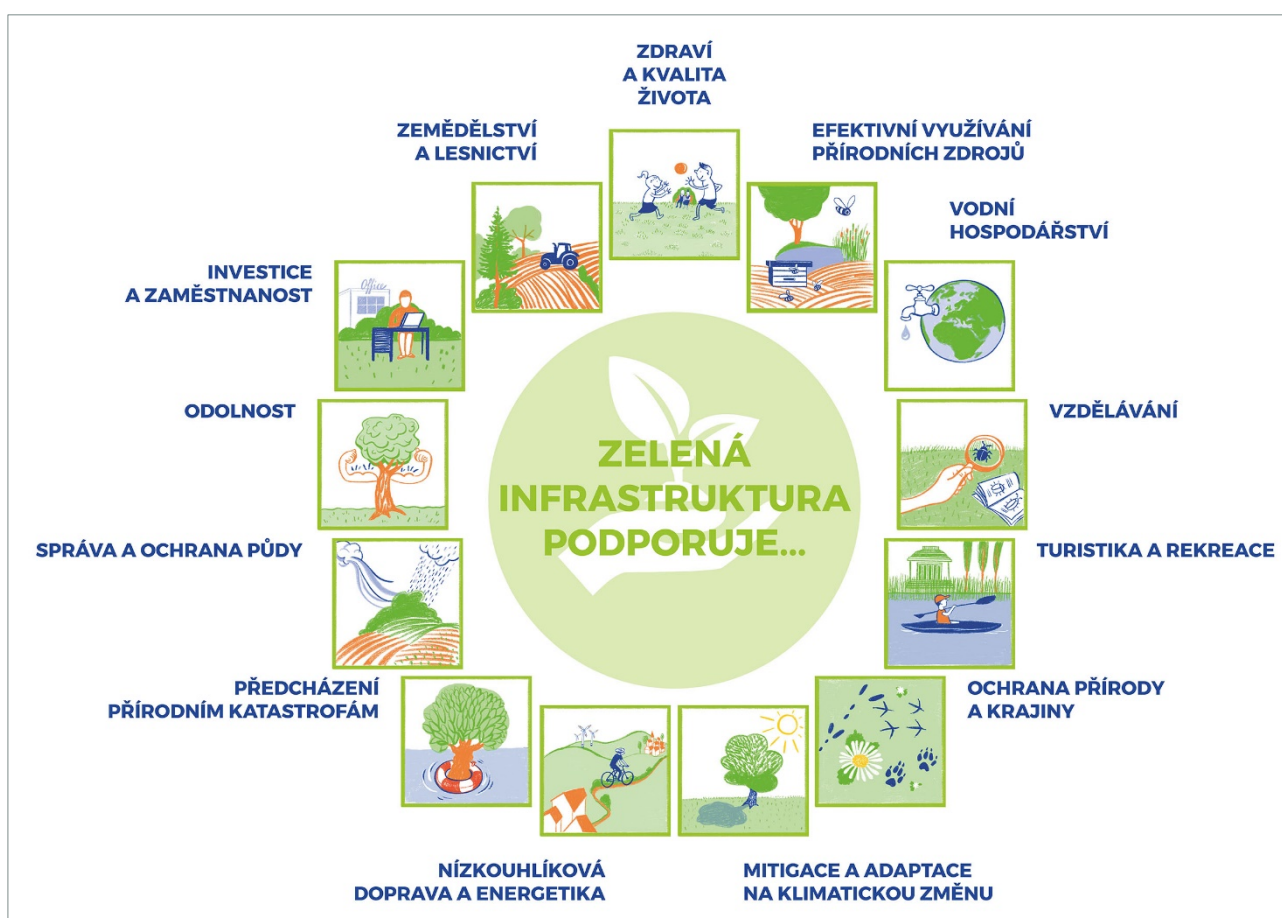 ZDRAVÍ
A KVALITA
ŽIVOTA
EFEKTIVNÍ VYUŽÍVÁNÍ
PŘÍRODNÍCH ZDROJŮ
VODNÍ
HOSPODÁŘSTVÍ
VZDĚLÁVÁNÍ
TURISTIKA A REKREACE
OCHRANA PŘÍRODY
A KRAJINY
MITIGACE A ADAPTACE
NA KLIMATICKOU ZMĚNU
NÍZKOUHLÍKOVÁ
DOPRAVA A ENERGETIKA
PŘEDCHÁZENÍ
PŘÍRODNÍM KATASTROFÁM
SPRÁVA A OCHRANA PŮDY
ODOLNOST
INVESTICE
A ZAMĚSTNANOST
Office
ZEMĚDĚLSTVÍ
A LESNICTVÍ
ZELENÁ
INFRASTRUKTURA
PODPORUJE...